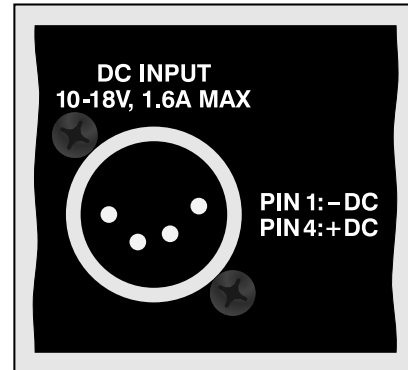 DC INPUT
10-18V, 1.6A MAX
PIN 1: – DC
PIN 4: + DC